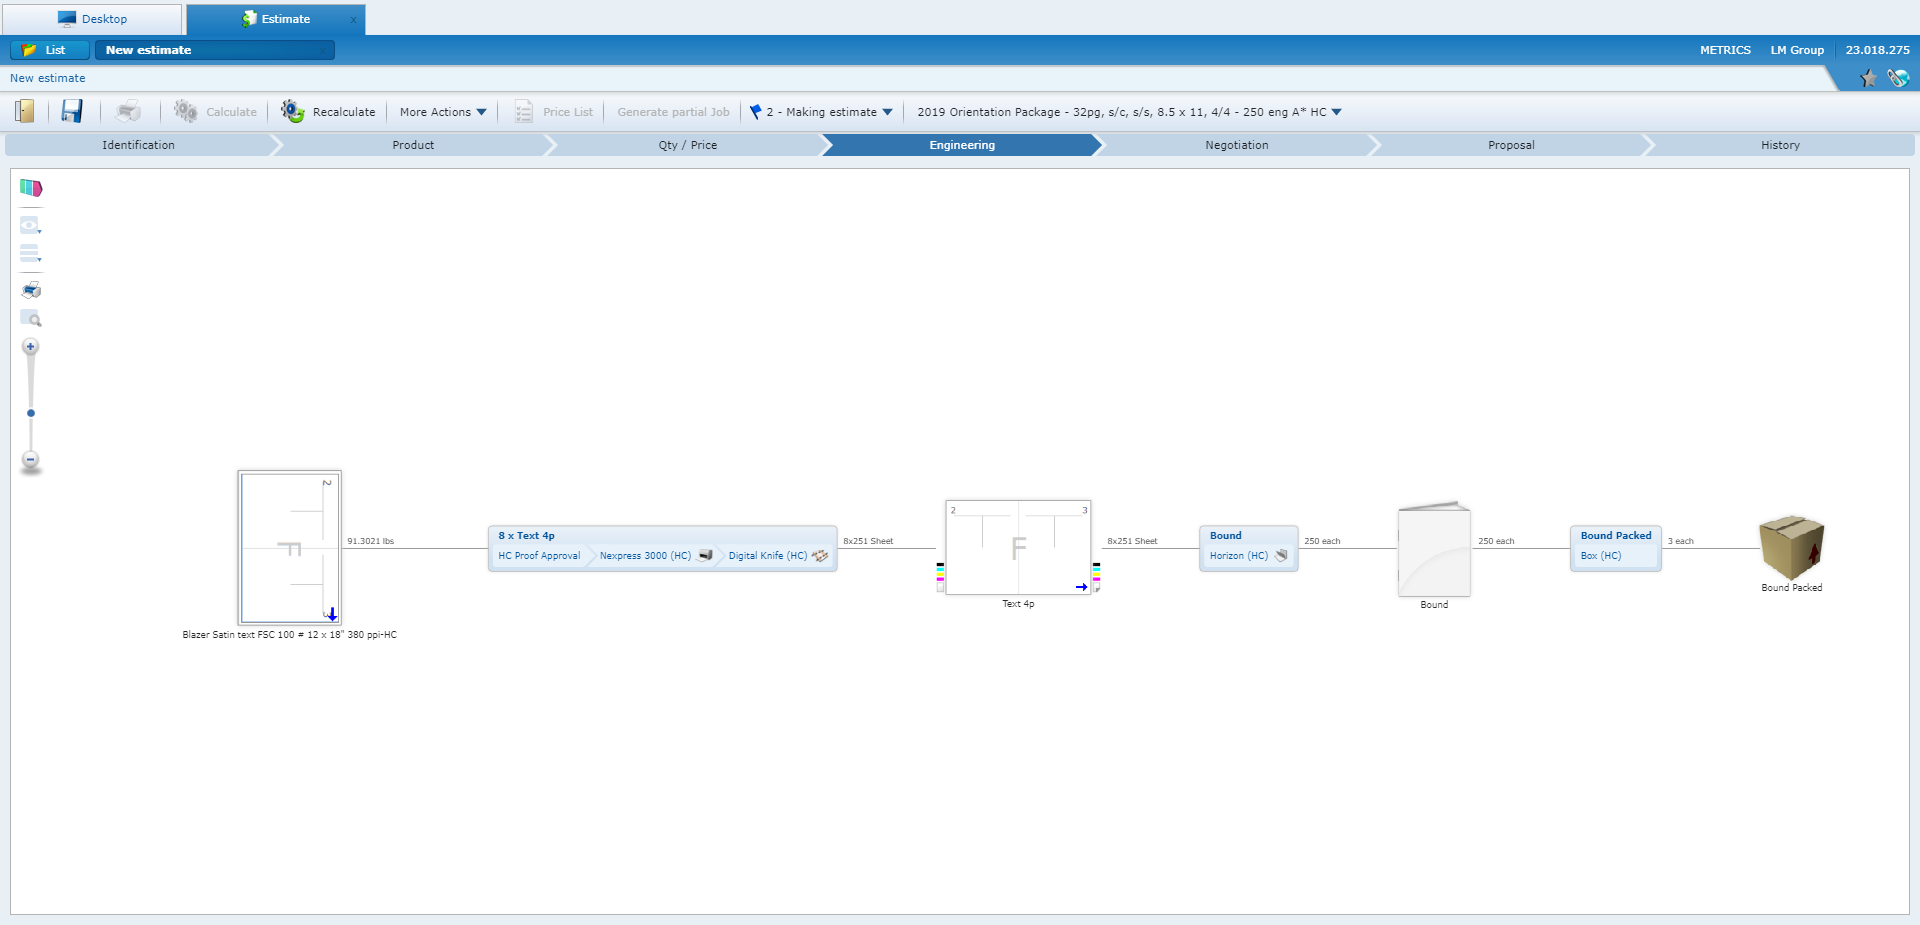 Desktop
Estimate x
List
New estimate x
METRICS LM Group 23.018.275
New estimate
Calculate Recalculate More Actions Price List Generate partial Job 2 - Making estimate 2019 Orientation Package - 32pg, s/c, s/s, 8.5 x 11, 4/4 - 250 eng A* HC
Identification Product Qty / Price Engineering Negotiation Proposal History
2
F
3
Blazer Satin text FSC 100 # 12 x 18" 380 ppi-HC
91.3021 lbs
8 x Text 4p
HC Proof Approval Nexpress 3000 (HC) Digital Knife (HC)
8x251 Sheet
2 3
F
Text 4p
8x251 Sheet
Bound
Horizon (HC)
250 each
Bound
250 each
Bound Packed
Box (HC)
3 each
Bound Packed